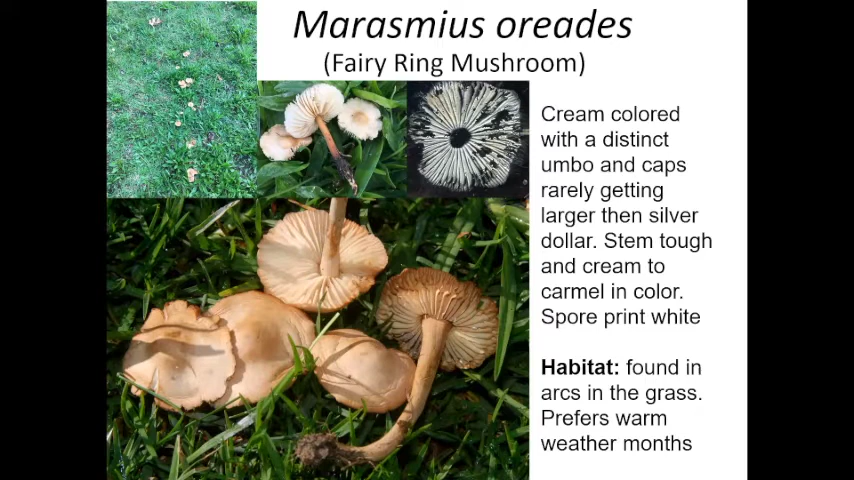 Marasmius oreades
(Fairy Ring Mushroom)
Cream colored
with a distinct
umbo and caps
rarely getting
larger then silver
dollar. Stem tough
and cream to
carmel in color.
Spore print white
Habitat: found in
arcs in the grass.
Prefers warm
weather months